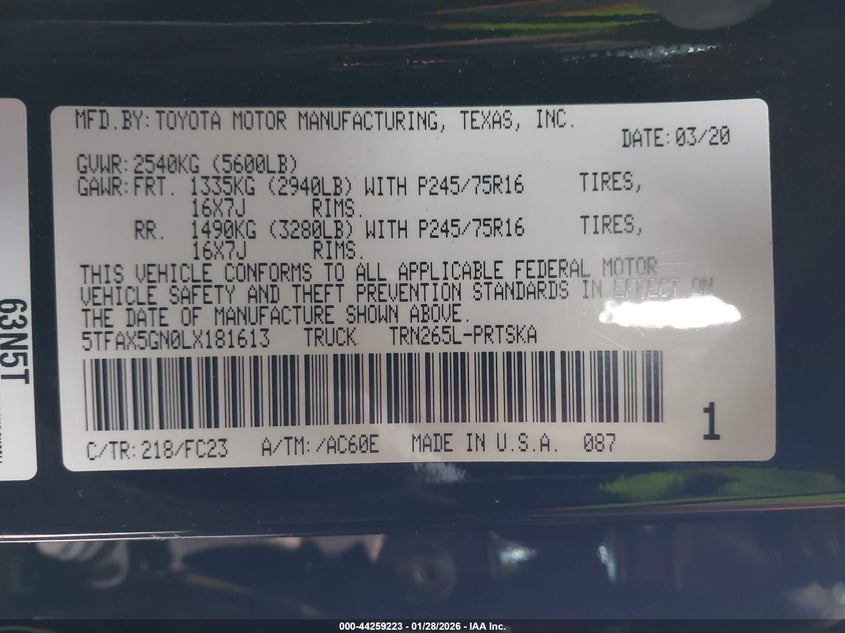 MFD.BY:TOYOTA MOTOR MANUFACTURING, TEXAS, INC.
DATE:03/20
GVWR:2540KG (5600LB)
GAWR:FRT. 1335KG (2940LB) WITH P245/75R16 TIRES,
16X7J RIMS.
RR. 1490KG (3280LB) WITH P245/75R16 TIRES,
16X7J RIMS.
THIS VEHICLE CONFORMS TO ALL APPLICABLE FEDERAL MOTOR
VEHICLE SAFETY AND THEFT PREVENTION STANDARDS IN EFFECT ON
THE DATE OF MANUFACTURE SHOWN ABOVE.
5TFAX5GN0LX181613 TRUCK TRN265L-PRTSKA
C/TR:218/FC23 A/TM:/AC60E MADE IN U.S.A. 087
1
63N5T
000-44259223 - 01/28/2026 - IAA Inc.